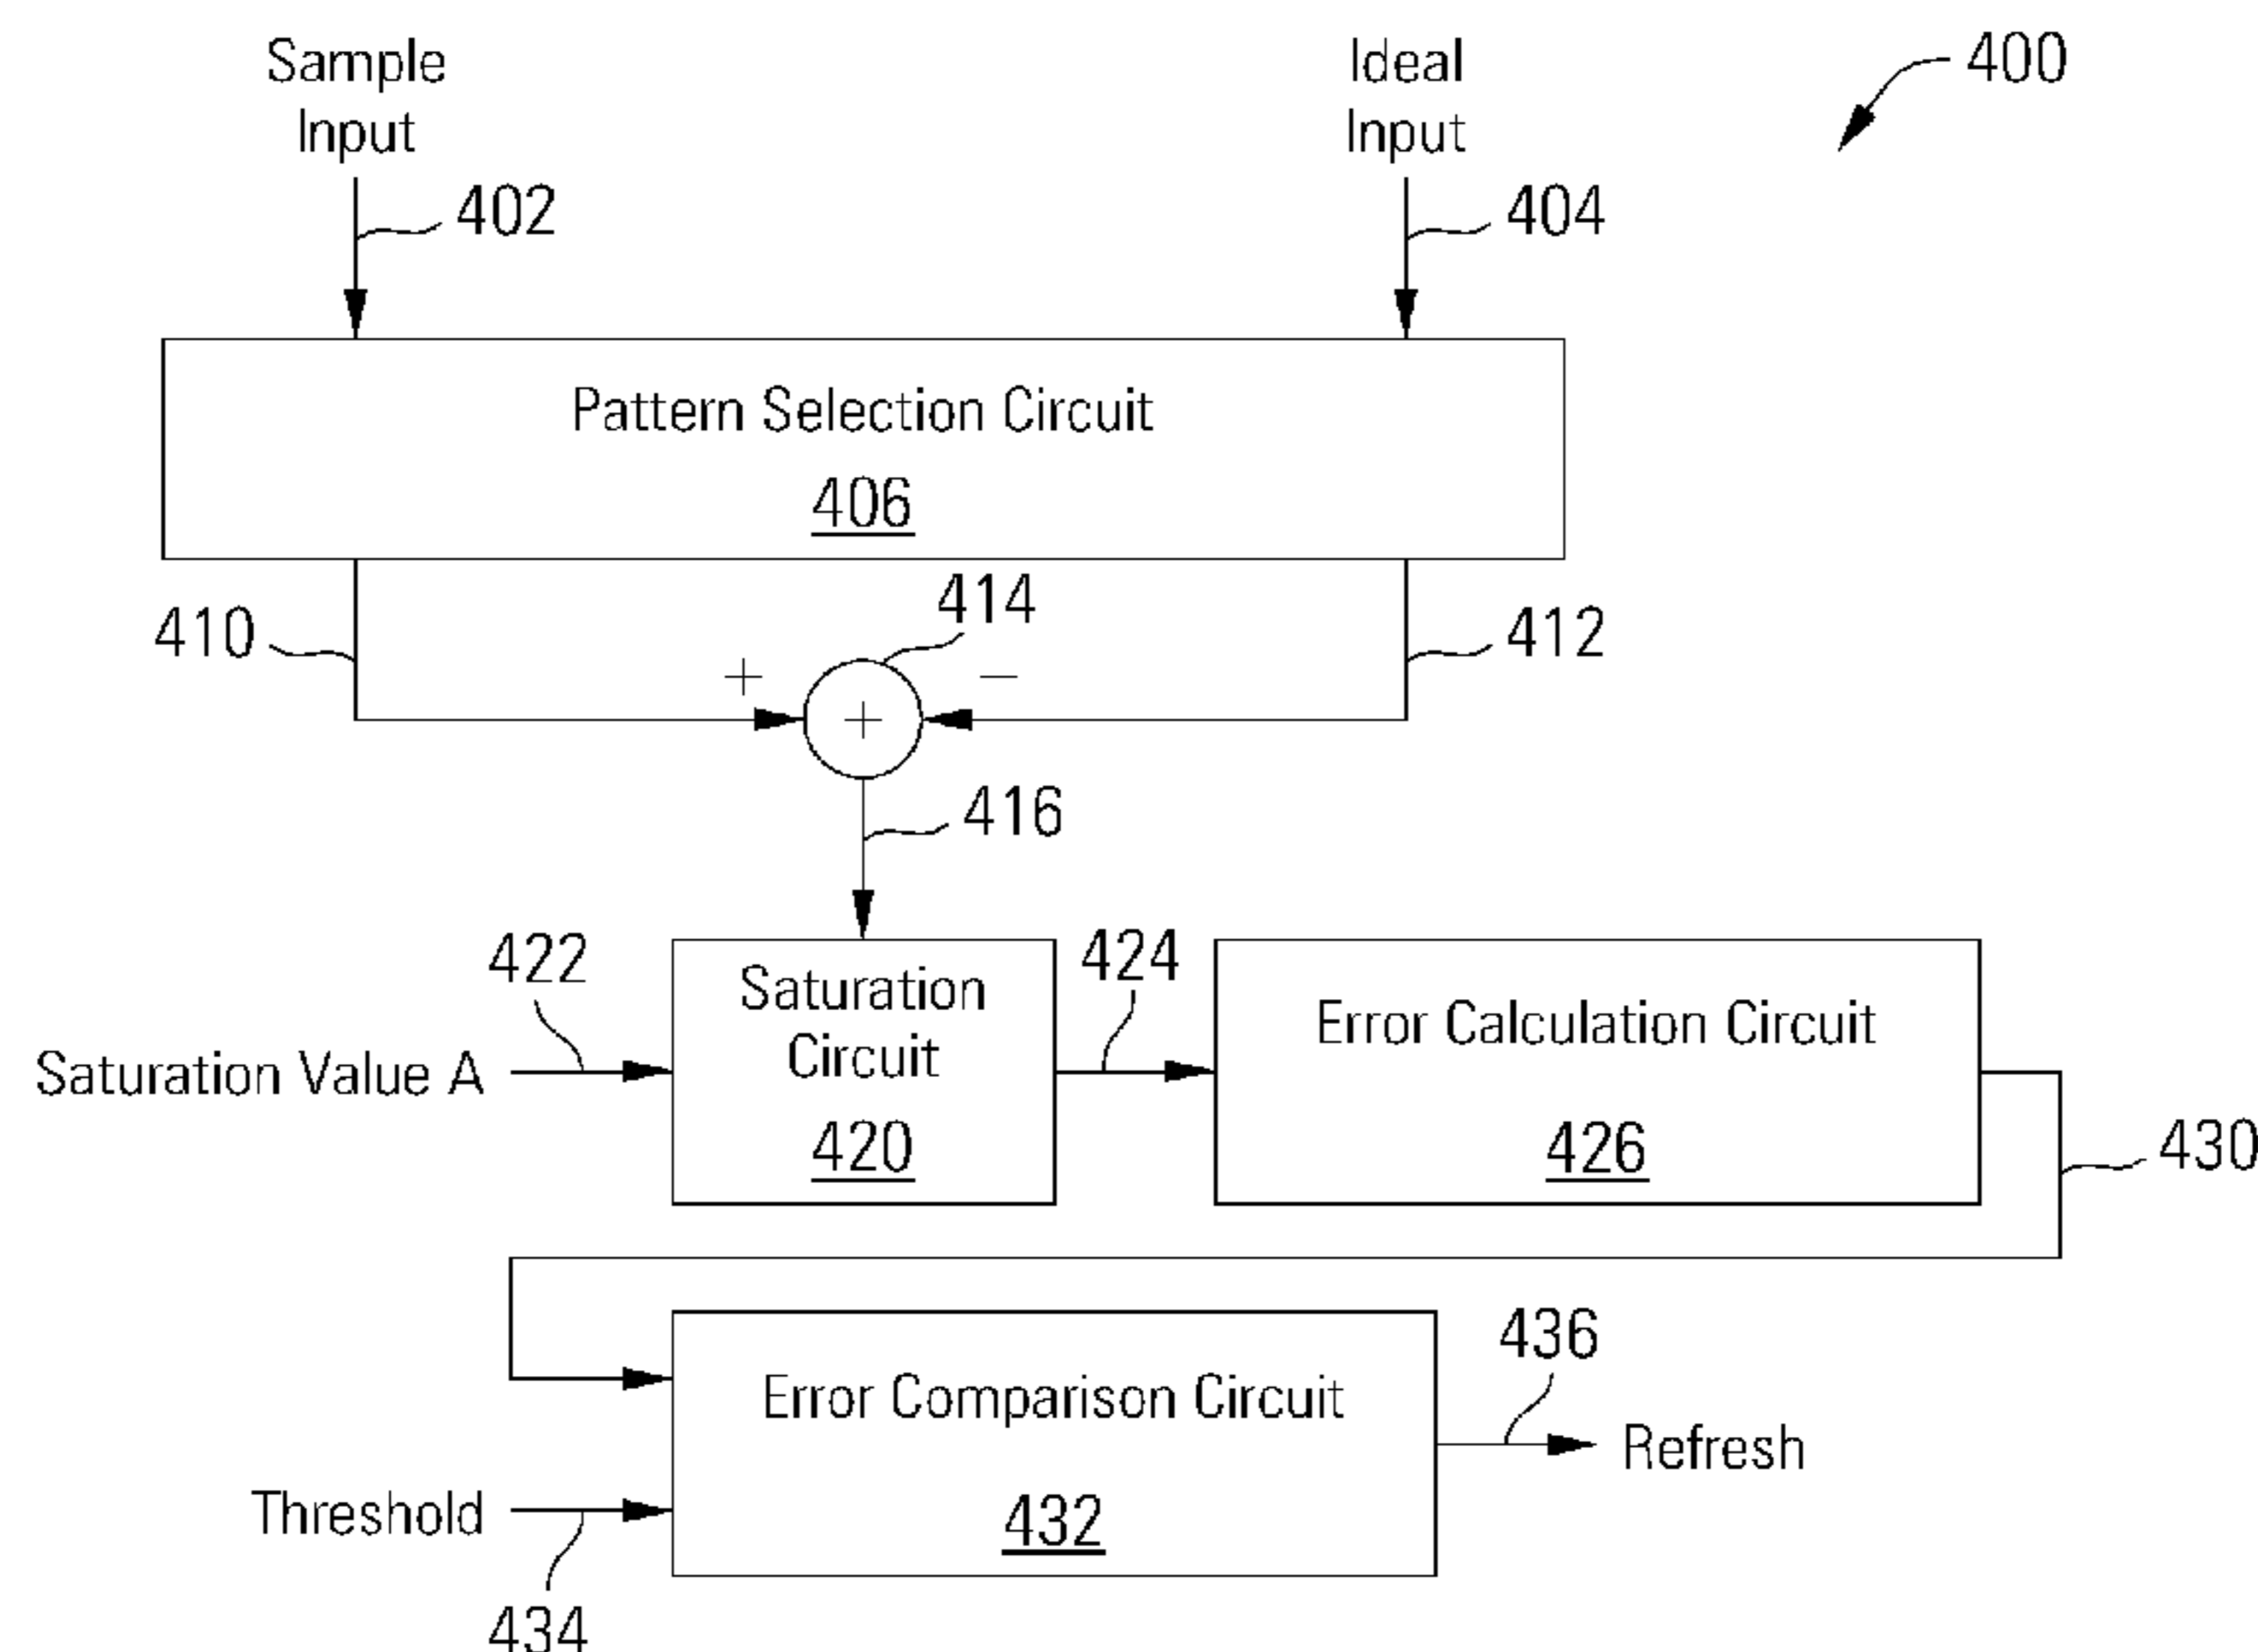 Sample
Input
Ideal
Input
400
402
404
Pattern Selection Circuit
406
410
414
412
+
−
+
416
422
424
Saturation
Circuit
420
Error Calculation Circuit
426
Saturation Value A
430
436
Error Comparison Circuit
432
Refresh
Threshold
434